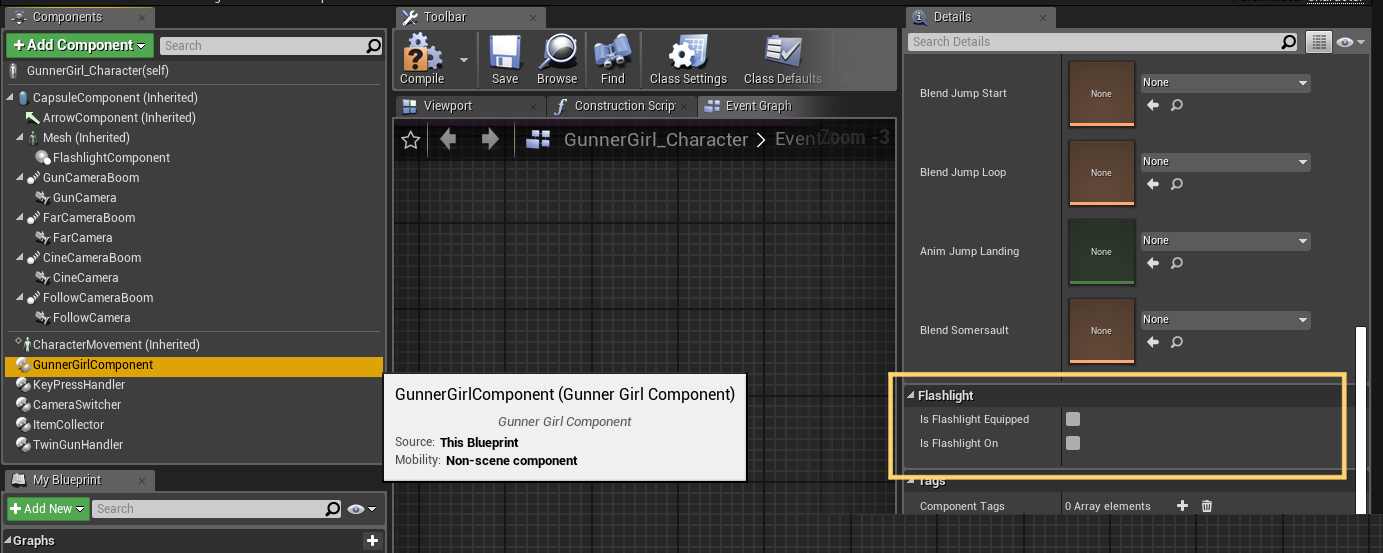 Components
Add Component
Search
GunnerGirl_Character(self)
CapsuleComponent (Inherited)
ArrowComponent (Inherited)
Mesh (Inherited)
FlashlightComponent
GunCameraBoom
GunCamera
FarCameraBoom
FarCamera
CineCameraBoom
CineCamera
FollowCameraBoom
FollowCamera
CharacterMovement (Inherited)
GunnerGirlComponent
KeyPressHandler
CameraSwitcher
ItemCollector
TwinGunHandler
My Blueprint
Add New
Search
Graphs
Toolbar
Compile
Save
Browse
Find
Class Settings
Class Defaults
Viewport
Construction Scrip
Event Graph
GunnerGirl_Character > Event
Zoom -3
GunnerGirlComponent (Gunner Girl Component)
Gunner Girl Component
Source: This Blueprint
Mobility: Non-scene component
Details
Search Details
Blend Jump Start
None
None
Blend Jump Loop
None
None
Anim Jump Landing
None
None
Blend Somersault
None
None
Flashlight
Is Flashlight Equipped
Is Flashlight On
Tags
Component Tags
0 Array elements